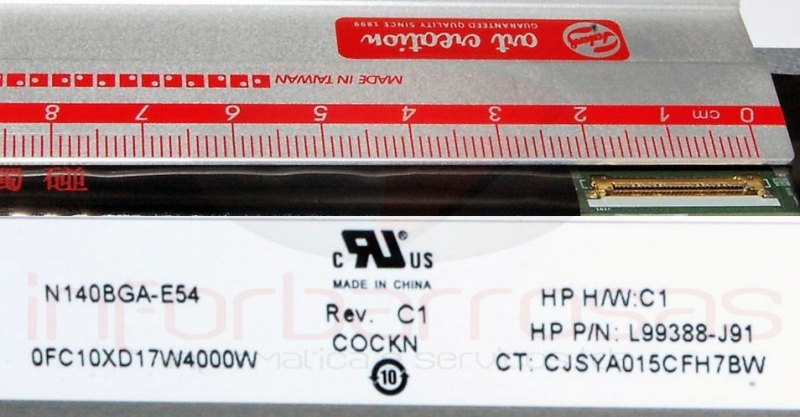 Talens
art creation
GUARANTEED QUALITY SINCE 1899
MADE IN TAIWAN
8 7 6 5 4 3 2 1 cm 0
c RU US
MADE IN CHINA
N140BGA-E54
Rev. C1
HP H/W:C1
HP P/N: L99388-J91
0FC10XD17W4000W
COCKN
CT: CJSYA015CFH7BW
10
inforbarrosas